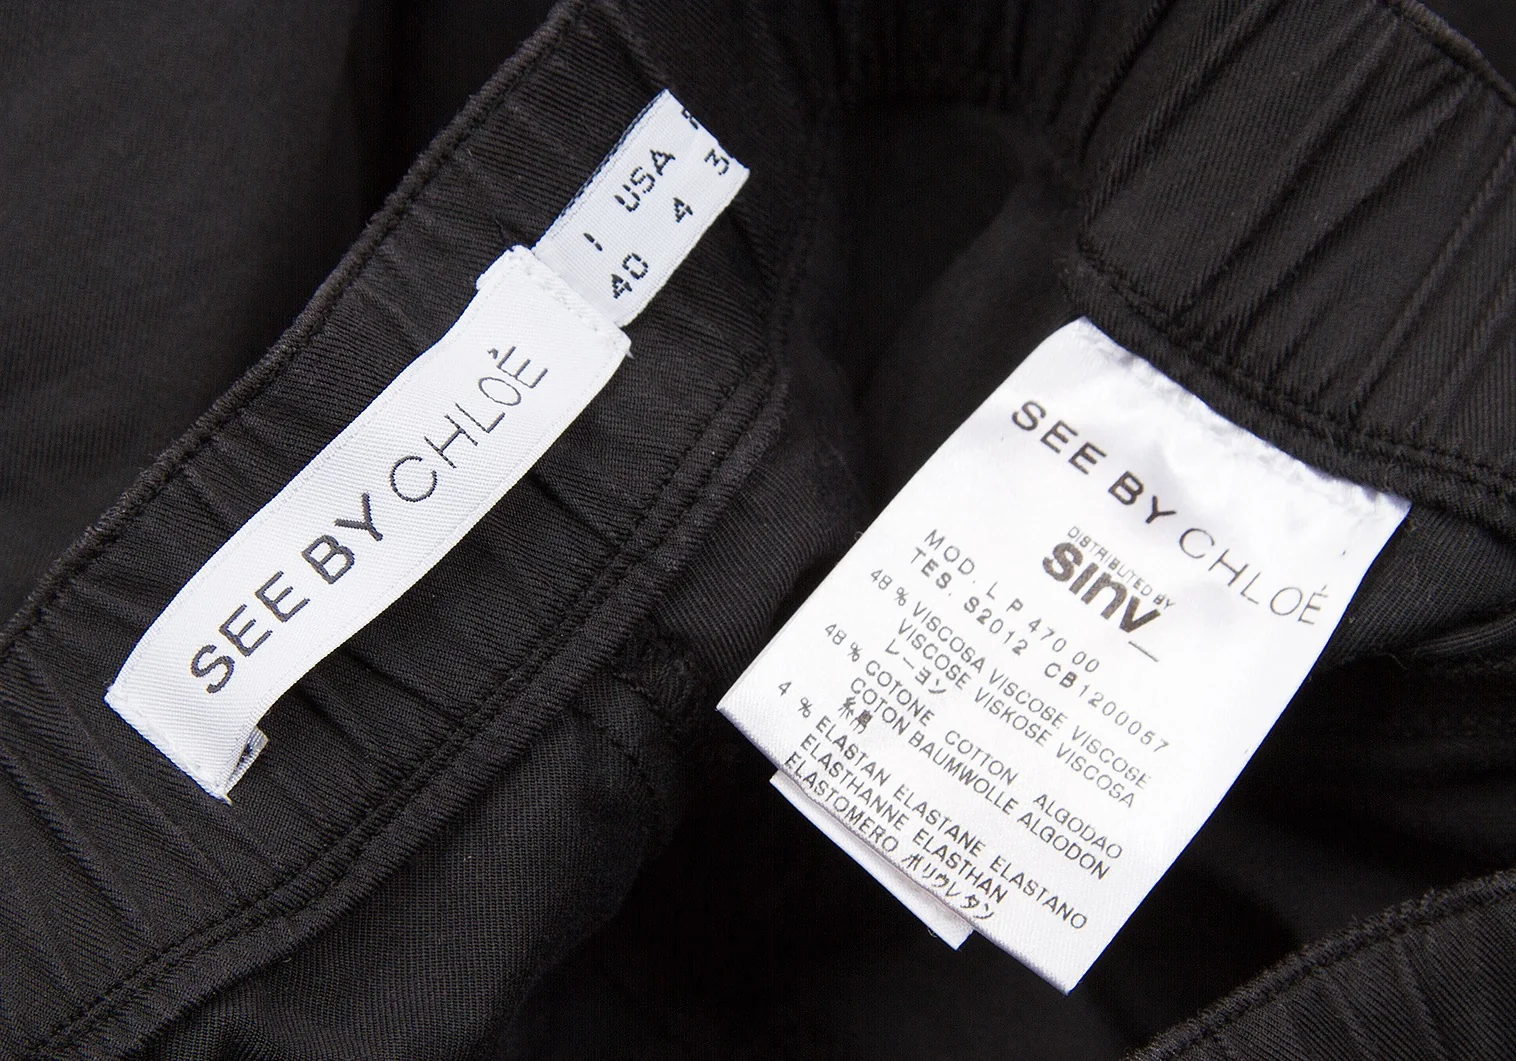 I USA
40 4 3
SEE BY CHLOÉ
SEE BY CHLOÉ
DISTRIBUTED BY
sinv_
MOD. L P 470 00
TES. S2012 CB1200057
48 % VISCOSA VISCOSE VISCOSE
VISCOSE VISKOSE VISCOSA
レーヨン
48 % COTONE COTTON ALGODAO
COTON BAUMWOLLE ALGODON
綿
4 % ELASTAN ELASTANE ELASTANO
ELASTHANNE ELASTHAN
ELASTOMERO ポリウレタン